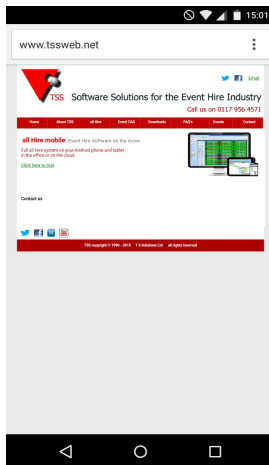 15:01
www.tssweb.net
Email
TSS Software Solutions for the Event Hire Industry
Call us on 0117 956 4571
Home About TSS all Hire Event CAD Downloads FAQ's Events Contact
all Hire mobile Event Hire Software on the move
Full all Hire system on your Android phone and tablet
in the office or on the cloud
Click here to trial
Contact us
TSS copyright © 1990 - 2015 T S Solutions Ltd all rights reserved